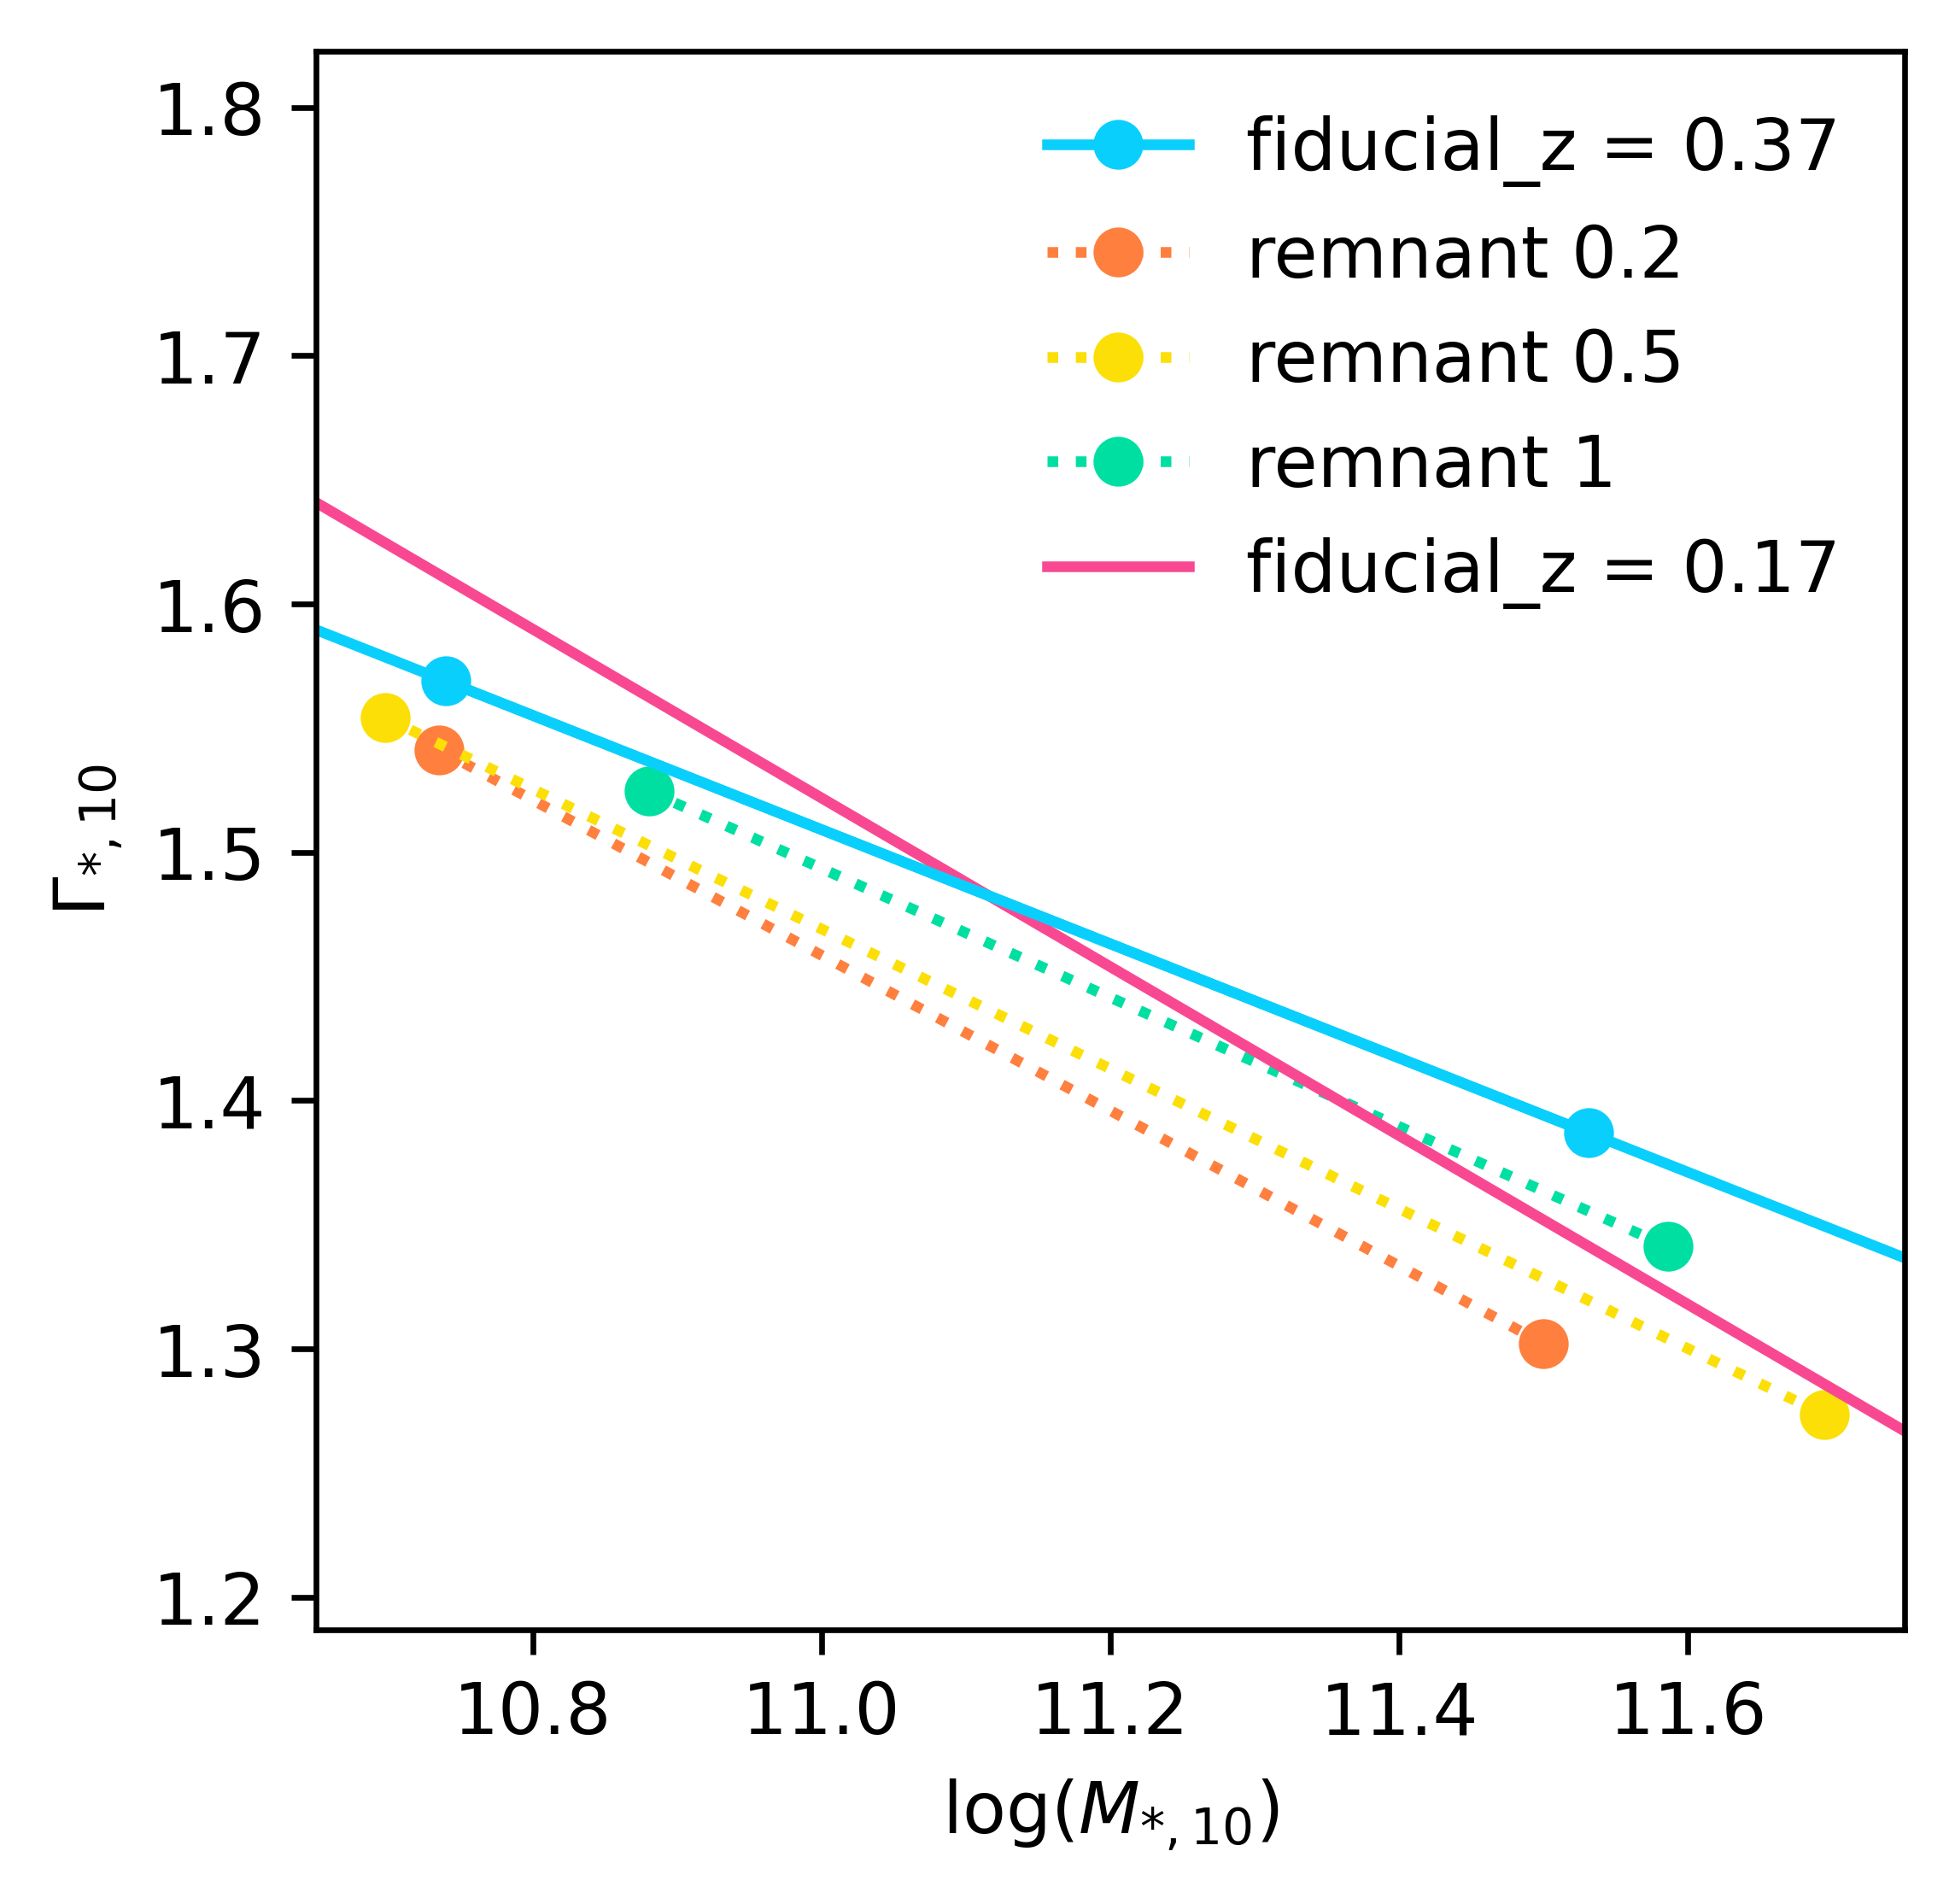 fiducial_z = 0.37
remnant 0.2
remnant 0.5
remnant 1
fiducial_z = 0.17
Γ*, 10
1.8
1.7
1.6
1.5
1.4
1.3
1.2
10.8 11.0 11.2 11.4 11.6
log(M*, 10)